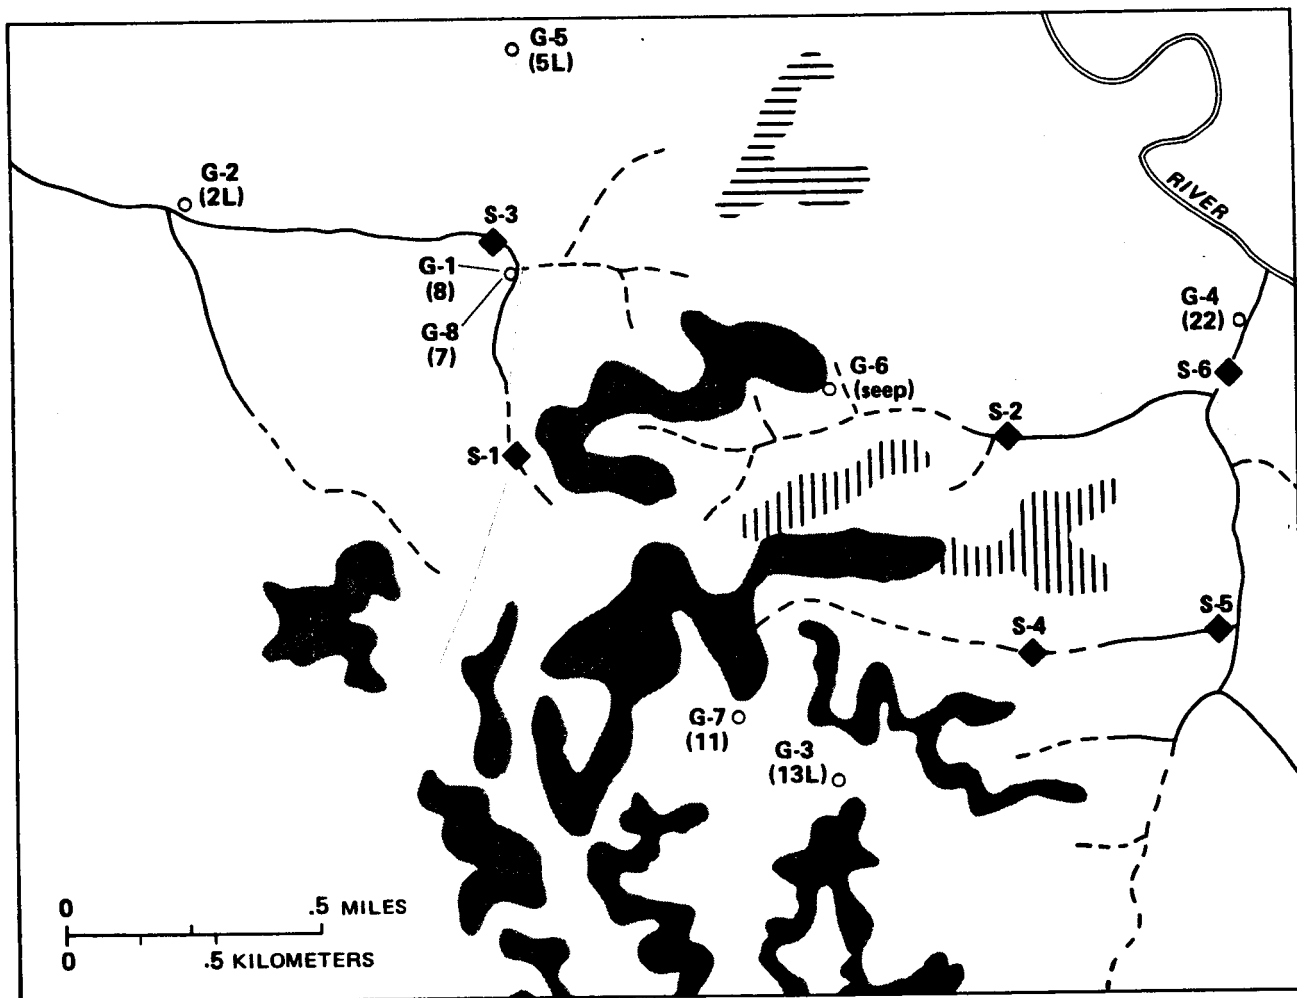 G-5
(5L)
G-2
(2L)
S-3
RIVER
G-1
(8)
G-4
(22)
G-8
(7)
G-6
(seep)
S-6
S-2
S-1
S-5
S-4
G-7
(11)
G-3
(13L)
0 .5 MILES
0 .5 KILOMETERS